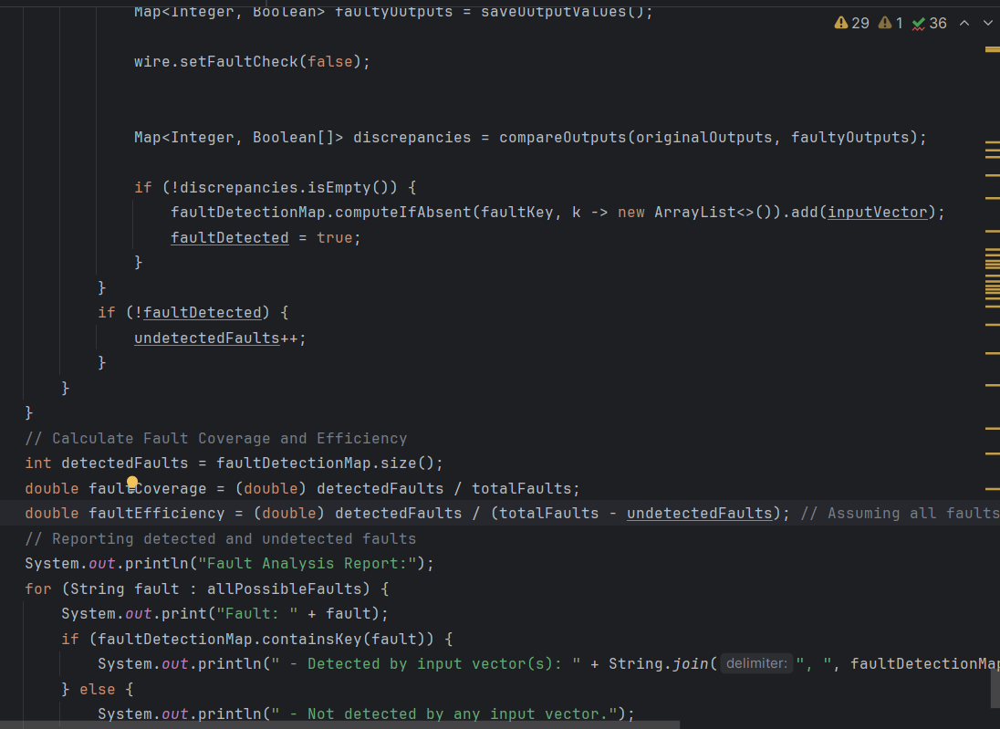 Map<Integer, Boolean> faultyOutputs = saveOutputValues();
29 1 36
wire.setFaultCheck(false);
Map<Integer, Boolean[]> discrepancies = compareOutputs(originalOutputs, faultyOutputs);
if (!discrepancies.isEmpty()) {
faultDetectionMap.computeIfAbsent(faultKey, k -> new ArrayList<>()).add(inputVector);
faultDetected = true;
}
}
if (!faultDetected) {
undetectedFaults++;
}
}
}
// Calculate Fault Coverage and Efficiency
int detectedFaults = faultDetectionMap.size();
double faultCoverage = (double) detectedFaults / totalFaults;
double faultEfficiency = (double) detectedFaults / (totalFaults - undetectedFaults); // Assuming all faults
// Reporting detected and undetected faults
System.out.println("Fault Analysis Report:");
for (String fault : allPossibleFaults) {
System.out.print("Fault: " + fault);
if (faultDetectionMap.containsKey(fault)) {
System.out.println(" - Detected by input vector(s): " + String.join( delimiter: ", ", faultDetectionMap
} else {
System.out.println(" - Not detected by any input vector.");